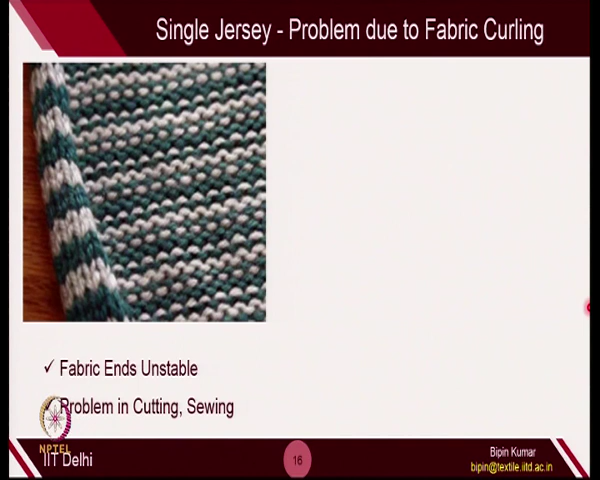 Single Jersey - Problem due to Fabric Curling
✓ Fabric Ends Unstable
✓ Problem in Cutting, Sewing
NPTEL
IIT Delhi
16
Bipin Kumar
bipin@textile.iitd.ac.in